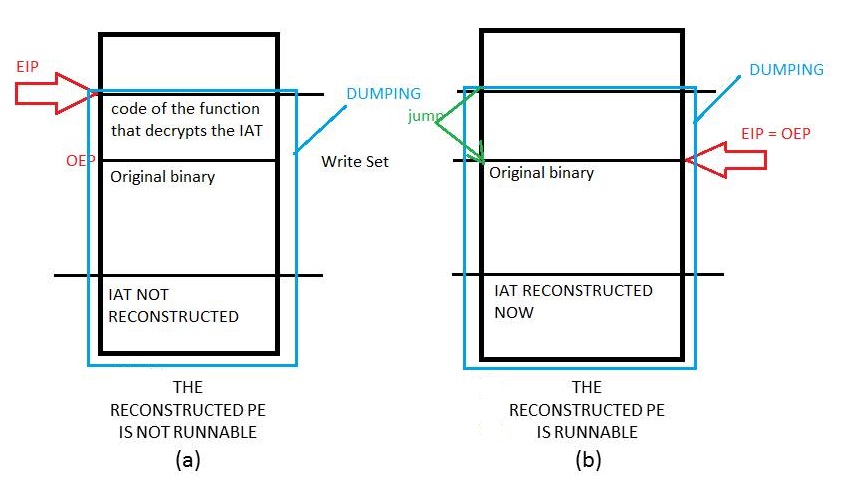 EIP
DUMPING
code of the function
that decrypts the IAT
OEP
Write Set
Original binary
IAT NOT
RECONSTRUCTED
THE
RECONSTRUCTED PE
IS NOT RUNNABLE
(a)
DUMPING
jump
EIP = OEP
Original binary
IAT RECONSTRUCTED
NOW
THE
RECONSTRUCTED PE
IS RUNNABLE
(b)